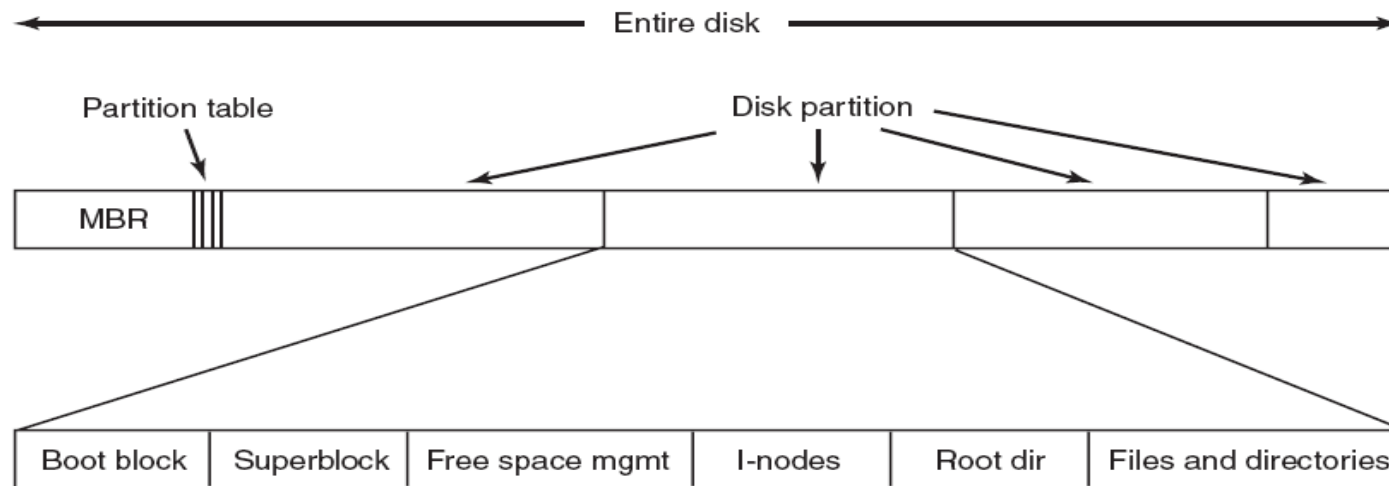 Entire disk
Partition table
Disk partition
MBR
Boot block
Superblock
Free space mgmt
I-nodes
Root dir
Files and directories